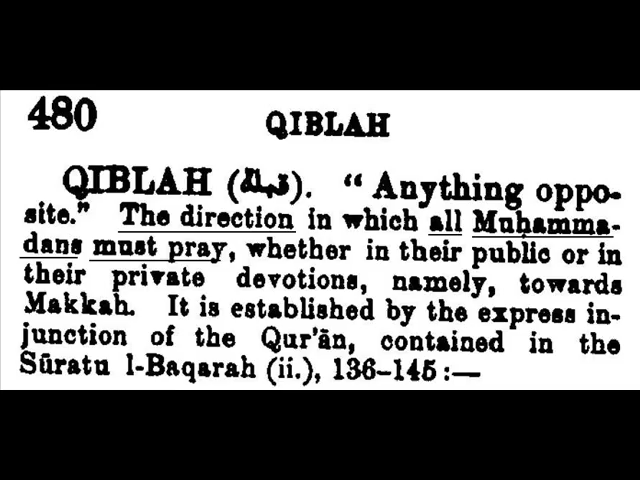 480
QIBLAH
QIBLAH (قبلة). “Anything oppo-
site.” The direction in which all Muḥamma-
dans must pray, whether in their public or in
their private devotions, namely, towards
Makkah. It is established by the express in-
junction of the Qur'ān, contained in the
Sūratu l-Baqarah (ii.), 136–145:—